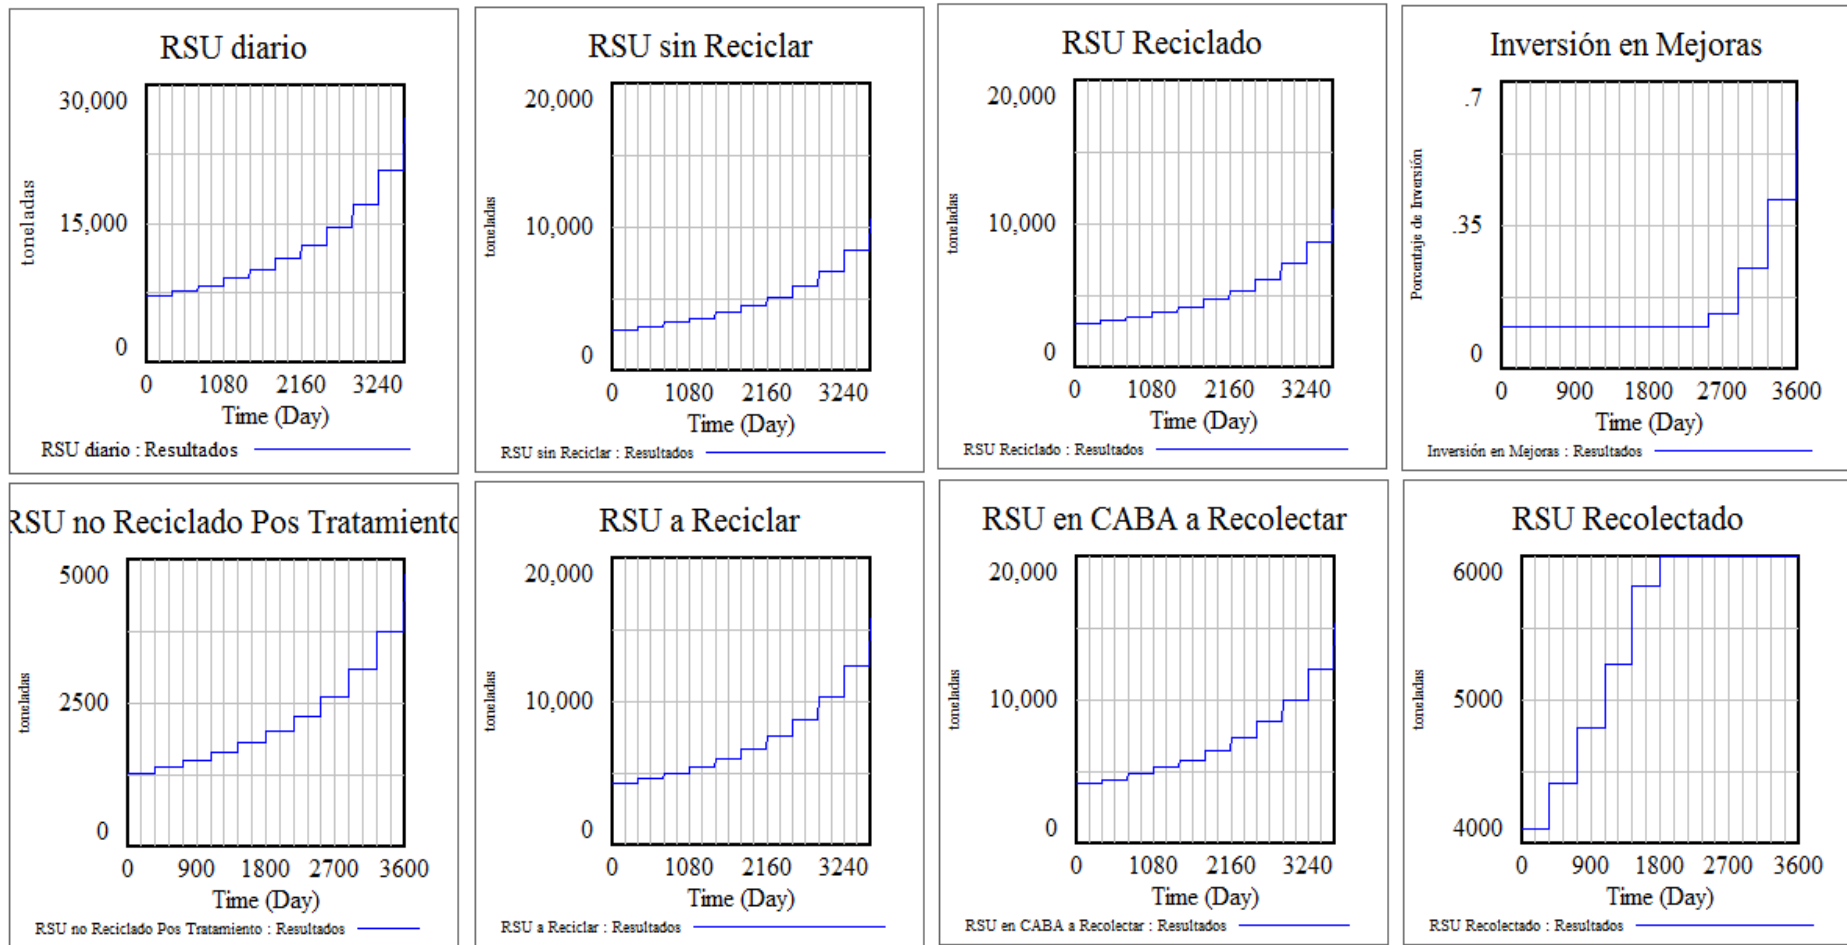 RSU diario
30,000
15,000
0
toneladas
0 1080 2160 3240
Time (Day)
RSU diario : Resultados
RSU sin Reciclar
20,000
10,000
0
toneladas
0 1080 2160 3240
Time (Day)
RSU sin Reciclar : Resultados
RSU Reciclado
20,000
10,000
0
toneladas
0 1080 2160 3240
Time (Day)
RSU Reciclado : Resultados
Inversión en Mejoras
.7
.35
0
Porcentaje de Inversión
0 900 1800 2700 3600
Time (Day)
Inversión en Mejoras : Resultados
RSU no Reciclado Pos Tratamiento
5000
2500
0
toneladas
0 900 1800 2700 3600
Time (Day)
RSU no Reciclado Pos Tratamiento : Resultados
RSU a Reciclar
20,000
10,000
0
toneladas
0 1080 2160 3240
Time (Day)
RSU a Reciclar : Resultados
RSU en CABA a Recolectar
20,000
10,000
0
toneladas
0 1080 2160 3240
Time (Day)
RSU en CABA a Recolectar : Resultados
RSU Recolectado
6000
5000
4000
toneladas
0 900 1800 2700 3600
Time (Day)
RSU Recolectado : Resultados